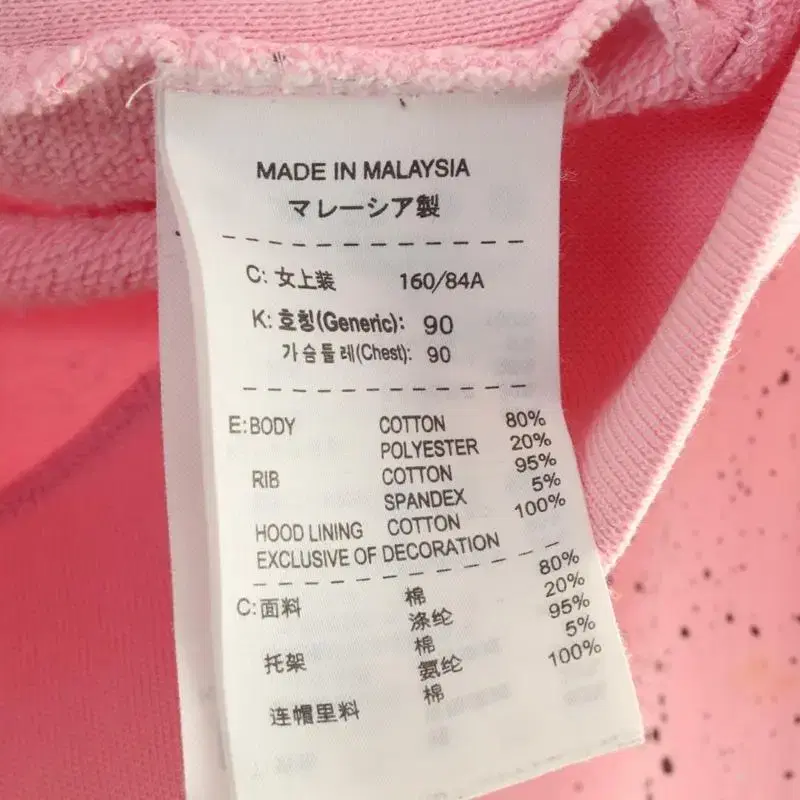 MADE IN MALAYSIA
マレーシア製
C: 女上装 160/84A
K: 호칭(Generic): 90
가슴둘레(Chest): 90
E: BODY COTTON 80%
POLYESTER 20%
RIB COTTON 95%
SPANDEX 5%
HOOD LINING COTTON 100%
EXCLUSIVE OF DECORATION
C: 面料 棉 80%
涤纶 20%
托架 棉 95%
氨纶 5%
连帽里料 棉 100%